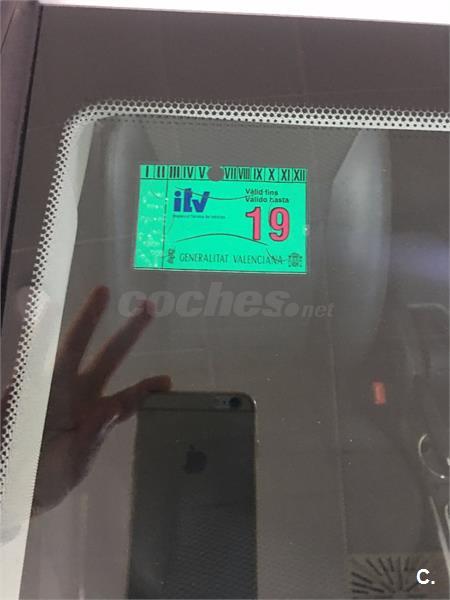 I II III IV V VII VIII IX X XI XII
itv
Vàlid fins
Válido hasta
19
GENERALITAT VALENCIANA
coches.net
C.